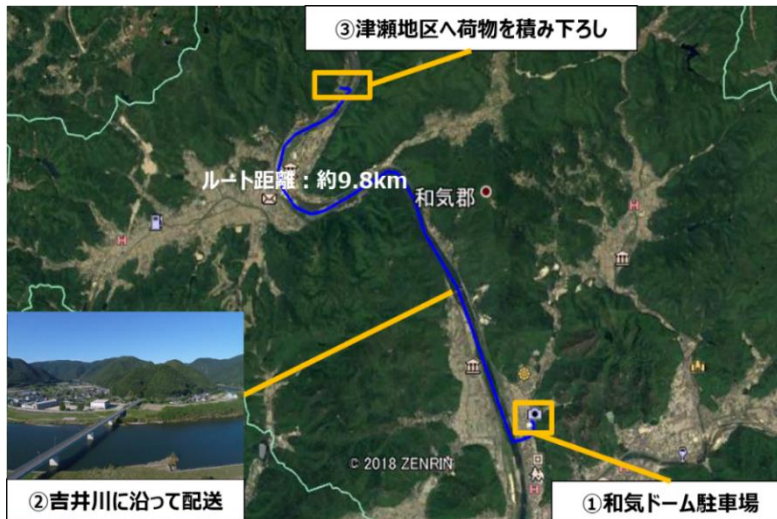 ③津瀬地区へ荷物を積み下ろし
ルート距離：約9.8km
和気郡
© 2018 ZENRIN
②吉井川に沿って配送
①和気ドーム駐車場